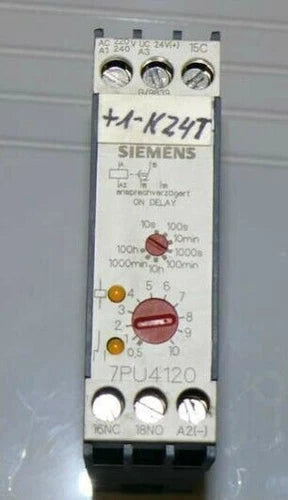 AC 220V UC 24V(+) 15C
A1 240 A3
+1-K24T
SIEMENS
ansprechverzögert
ON DELAY
10s 100s
10min
100h 1000s
1000min 100min
10h
5 6
4 7
3
8
2
9
1
0,5 10
7PU4120
16NC 18NO A2(-)